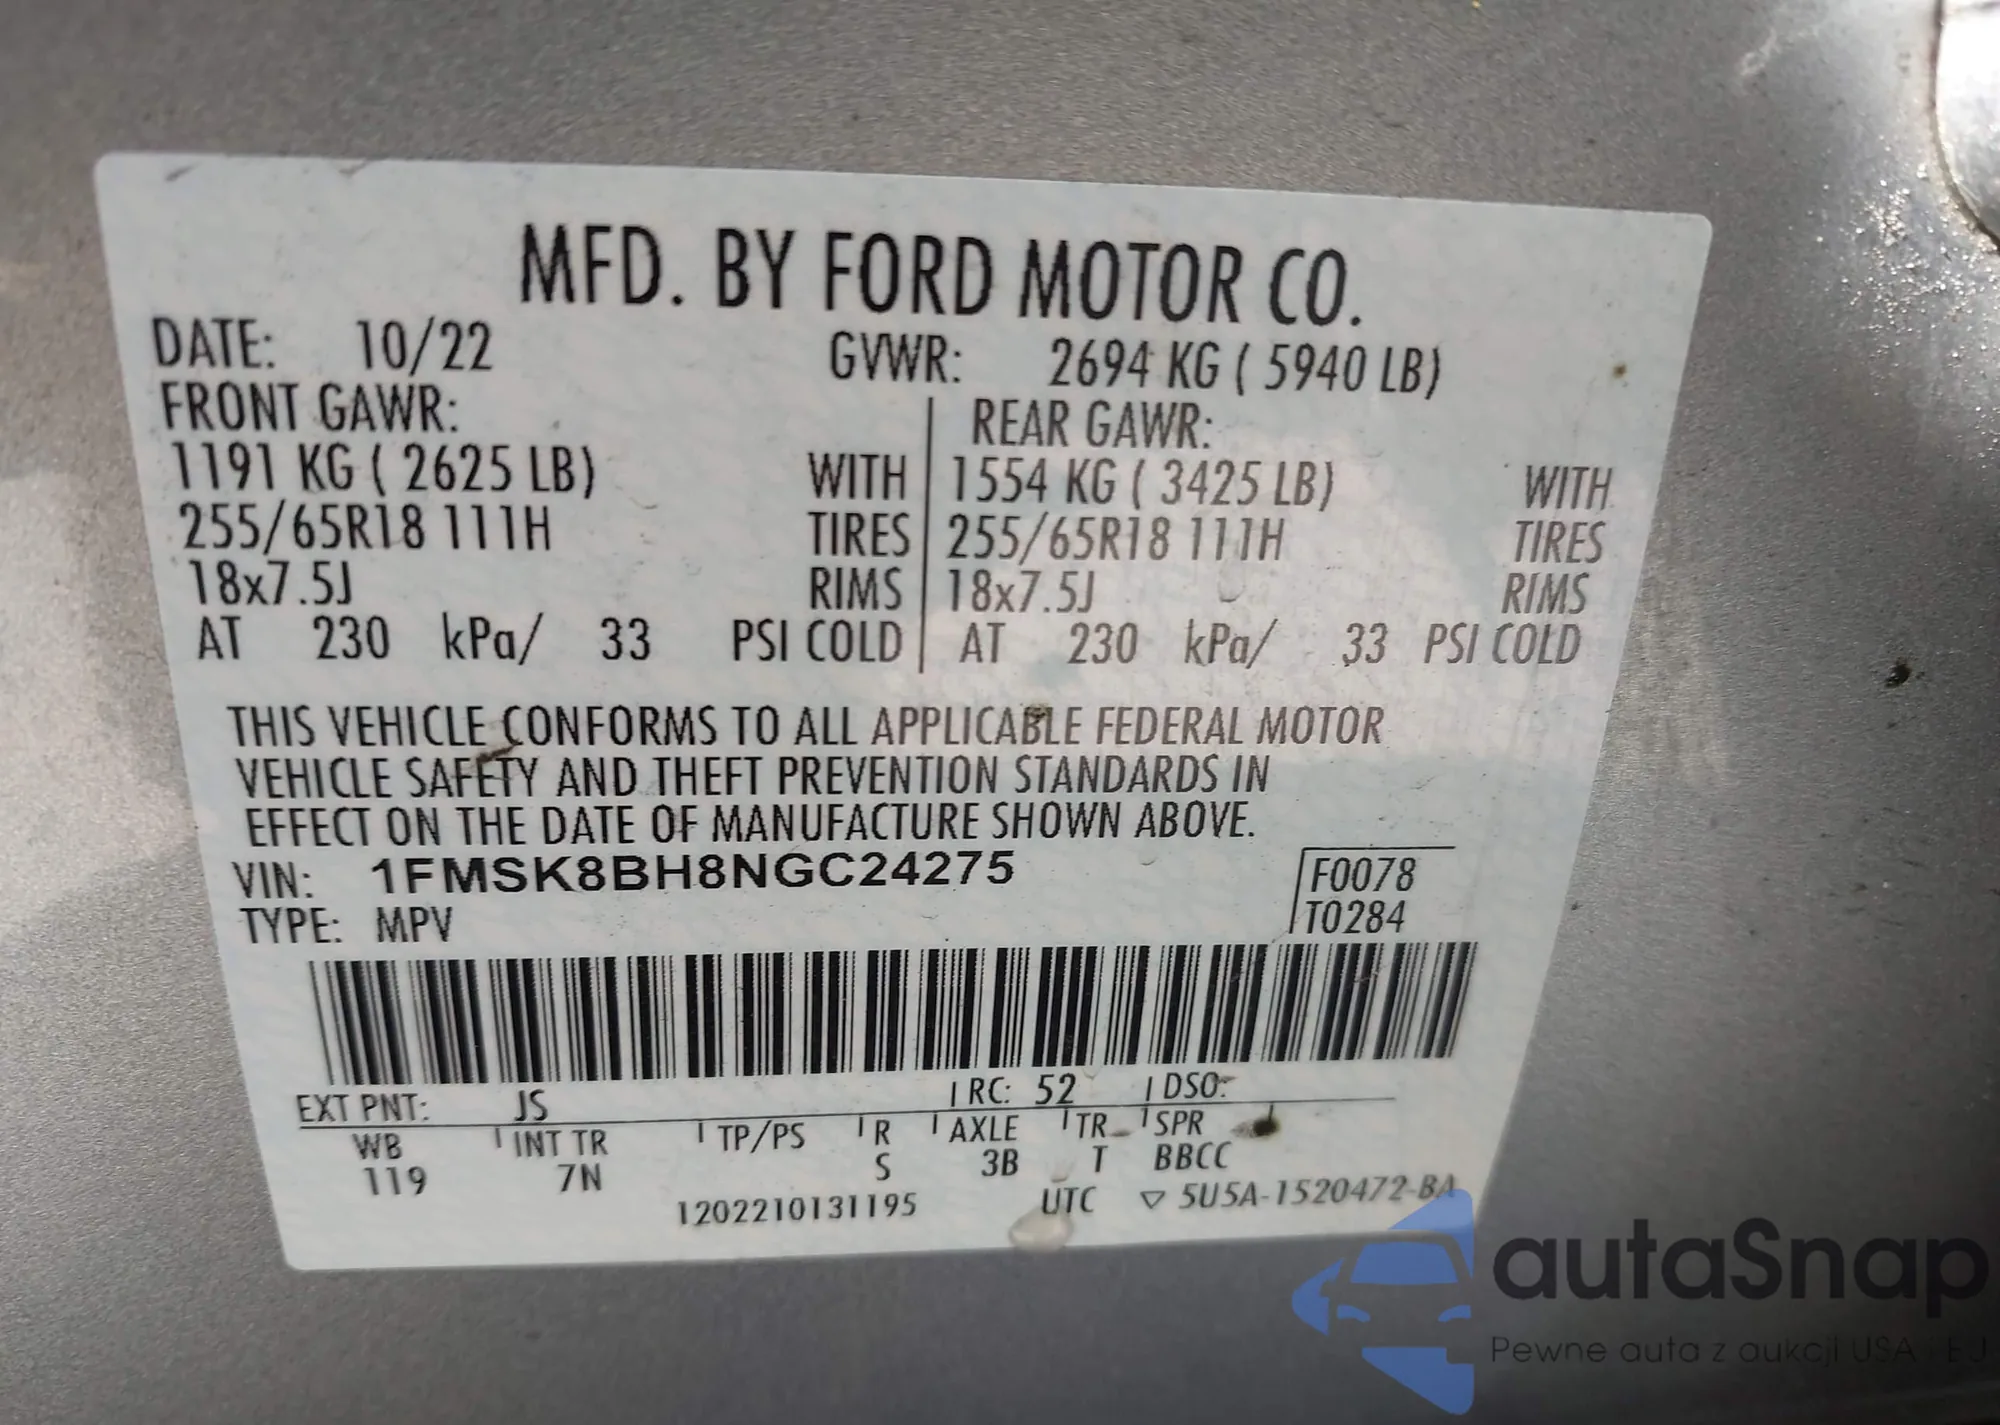 MFD. BY FORD MOTOR CO.
DATE: 10/22 GVWR: 2694 KG ( 5940 LB)
FRONT GAWR: REAR GAWR:
1191 KG ( 2625 LB) WITH 1554 KG ( 3425 LB) WITH
255/65R18 111H TIRES 255/65R18 111H TIRES
18x7.5J RIMS 18x7.5J RIMS
AT 230 kPa/ 33 PSI COLD AT 230 kPa/ 33 PSI COLD
THIS VEHICLE CONFORMS TO ALL APPLICABLE FEDERAL MOTOR
VEHICLE SAFETY AND THEFT PREVENTION STANDARDS IN
EFFECT ON THE DATE OF MANUFACTURE SHOWN ABOVE.
VIN: 1FMSK8BH8NGC24275 F0078
TYPE: MPV T0284
EXT PNT: JS RC: 52 DSO:
WB INT TR TP/PS R AXLE TR SPR
119 7N S 3B T BBCC
1202210131195 UTC ▽ 5U5A-1520472-BA
autaSnap
Pewne auta z aukcji USA i EU